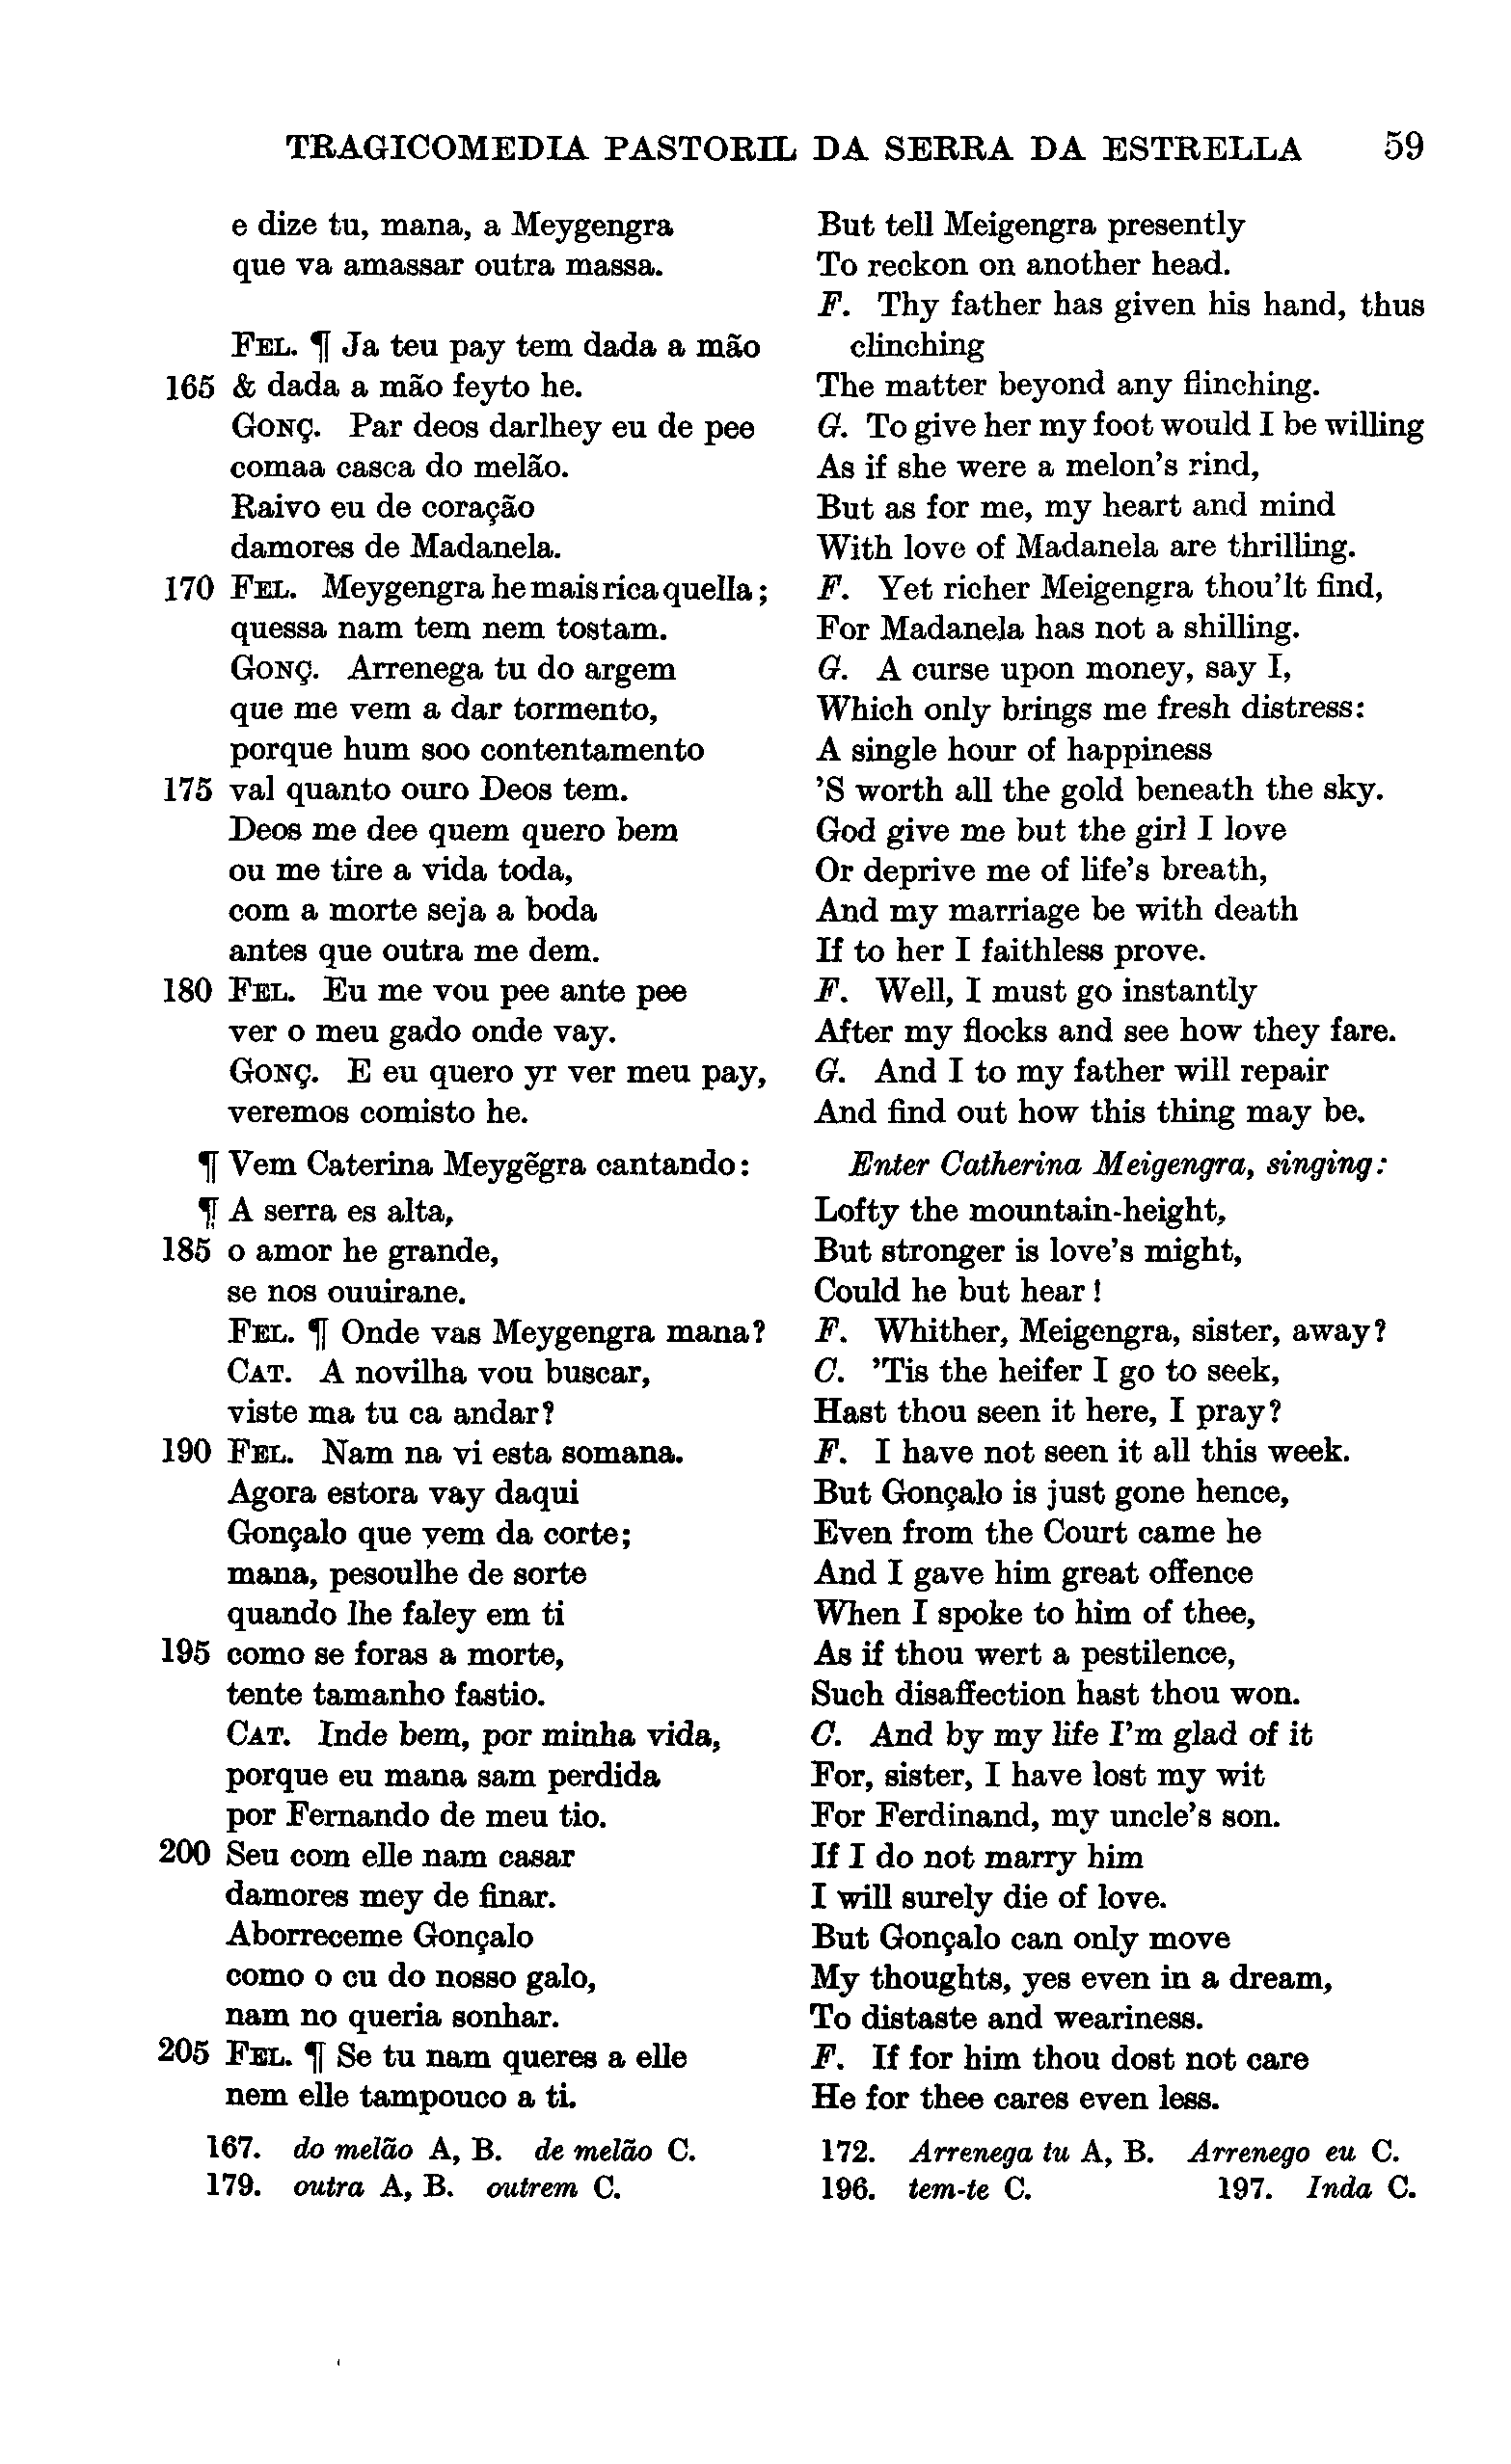 TRAGICOMEDIA PASTORIL DA SERRA DA ESTRELLA 59
e dize tu, mana, a Meygengra
que va amassar outra massa.
FEL. ¶ Ja teu pay tem dada a mão
165 & dada a mão feyto he.
GONÇ. Par deos darlhey eu de pee
comaa casca do melão.
Raivo eu de coração
damores de Madanela.
170 FEL. Meygengra he mais rica quella;
quessa nam tem nem tostam.
GONÇ. Arrenega tu do argem
que me vem a dar tormento,
porque hum soo contentamento
175 val quanto ouro Deos tem.
Deos me dee quem quero bem
ou me tire a vida toda,
com a morte seja a boda
antes que outra me dem.
180 FEL. Eu me vou pee ante pee
ver o meu gado onde vay.
GONÇ. E eu quero yr ver meu pay,
veremos comisto he.
¶ Vem Caterina Meygẽgra cantando:
¶ A serra es alta,
185 o amor he grande,
se nos ouuirane.
FEL. ¶ Onde vas Meygengra mana?
CAT. A novilha vou buscar,
viste ma tu ca andar?
190 FEL. Nam na vi esta somana.
Agora estora vay daqui
Gonçalo que vem da corte;
mana, pesoulhe de sorte
quando lhe faley em ti
195 como se foras a morte,
tente tamanho fastio.
CAT. Inde bem, por minha vida,
porque eu mana sam perdida
por Fernando de meu tio.
200 Seu com elle nam casar
damores mey de finar.
Aborreceme Gonçalo
como o cu do nosso galo,
nam no queria sonhar.
205 FEL. ¶ Se tu nam queres a elle
nem elle tampouco a ti.
But tell Meigengra presently
To reckon on another head.
F. Thy father has given his hand, thus
clinching
The matter beyond any flinching.
G. To give her my foot would I be willing
As if she were a melon's rind,
But as for me, my heart and mind
With love of Madanela are thrilling.
F. Yet richer Meigengra thou'lt find,
For Madanela has not a shilling.
G. A curse upon money, say I,
Which only brings me fresh distress:
A single hour of happiness
'S worth all the gold beneath the sky.
God give me but the girl I love
Or deprive me of life's breath,
And my marriage be with death
If to her I faithless prove.
F. Well, I must go instantly
After my flocks and see how they fare.
G. And I to my father will repair
And find out how this thing may be.
Enter Catherina Meigengra, singing:
Lofty the mountain-height,
But stronger is love's might,
Could he but hear!
F. Whither, Meigengra, sister, away?
C. 'Tis the heifer I go to seek,
Hast thou seen it here, I pray?
F. I have not seen it all this week.
But Gonçalo is just gone hence,
Even from the Court came he
And I gave him great offence
When I spoke to him of thee,
As if thou wert a pestilence,
Such disaffection hast thou won.
C. And by my life I'm glad of it
For, sister, I have lost my wit
For Ferdinand, my uncle's son.
If I do not marry him
I will surely die of love.
But Gonçalo can only move
My thoughts, yes even in a dream,
To distaste and weariness.
F. If for him thou dost not care
He for thee cares even less.
167. do melão A, B. de melão C.
179. outra A, B. outrem C.
172. Arrenega tu A, B. Arrenego eu C.
196. tem-te C. 197. Inda C.